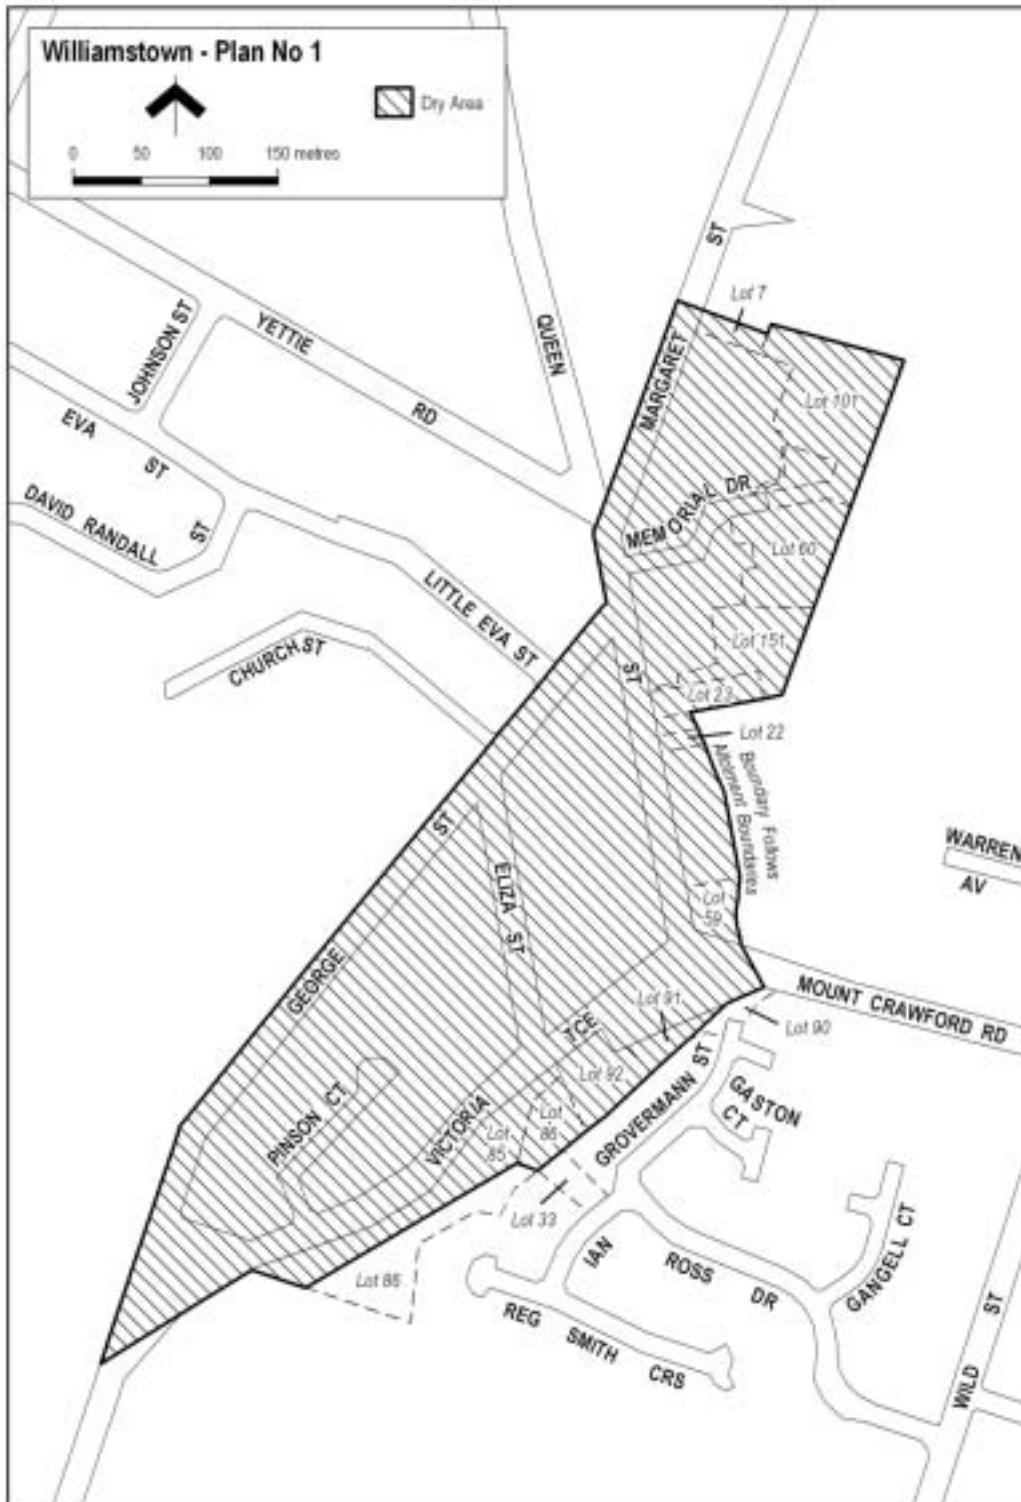 Williamstown - Plan No 1
Dry Area
0 50 100 150 metres
ST
Lot 7
JOHNSON ST
YETTIE
RD
QUEEN
MARGARET
Lot 101
EVA
ST
MEMORIAL DR
DAVID RANDALL
ST
Lot 60
LITTLE EVA ST
CHURCH ST
ST
Lot 151
Lot 23
Lot 22
Boundary Follows
Allotment Boundaries
GEORGE
ST
ELIZA ST
WARREN
AV
Lot
59
MOUNT CRAWFORD RD
Lot 91
Lot 90
TCE
Lot 92
VICTORIA
PINSON CT
Lot
85
Lot
86
GROVERMANN ST
GASTON
CT
Lot 33
Lot 86
IAN
ROSS
DR
GANGELL CT
REG
SMITH
CRS
WILD
ST